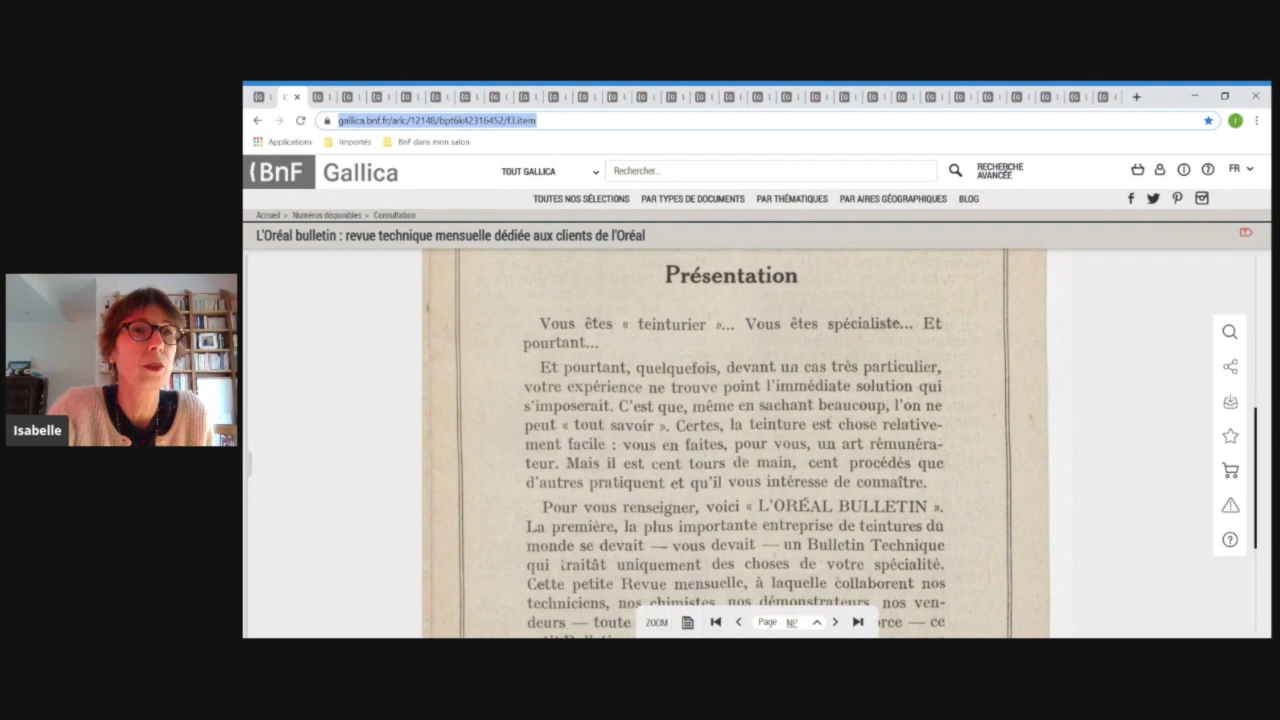 gallica.bnf.fr/ark:/12148/bpt6k42316452/f3.item
Applications Importés BnF dans mon salon
BnF Gallica TOUT GALLICA Rechercher... RECHERCHE
AVANCÉE FR
TOUTES NOS SÉLECTIONS PAR TYPES DE DOCUMENTS PAR THÉMATIQUES PAR AIRES GÉOGRAPHIQUES BLOG
Accueil > Numéros disponibles > Consultation
L'Oréal bulletin : revue technique mensuelle dédiée aux clients de l'Oréal
Présentation
Vous êtes « teinturier »... Vous êtes spécialiste... Et
pourtant...
Et pourtant, quelquefois, devant un cas très particulier,
votre expérience ne trouve point l'immédiate solution qui
s'imposerait. C'est que, même en sachant beaucoup, l'on ne
peut « tout savoir ». Certes, la teinture est chose relative-
ment facile : vous en faites, pour vous, un art rémunéra-
teur. Mais il est cent tours de main, cent procédés que
d'autres pratiquent et qu'il vous intéresse de connaître.
Pour vous renseigner, voici « L'ORÉAL BULLETIN ».
La première, la plus importante entreprise de teintures du
monde se devait — vous devait — un Bulletin Technique
qui traitât uniquement des choses de votre spécialité.
Cette petite Revue mensuelle, à laquelle collaborent nos
techniciens, nos chimistes, nos démonstrateurs, nos ven-
deurs — toute
— ce
ZOOM Page NP
Isabelle